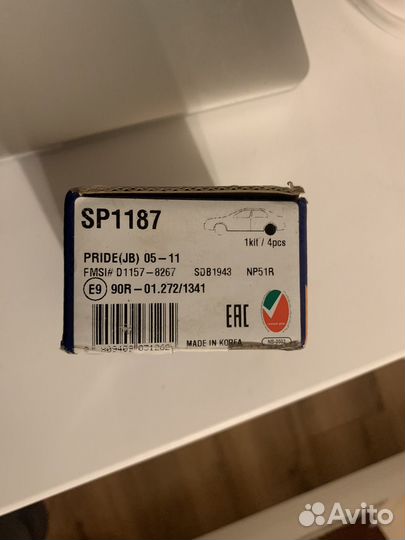 SP1187
1kit / 4pcs
PRIDE(JB) 05-11
FMSI# D1157-8267 SDB1943 NP51R
E9 90R-01.272/1341
EAC
MADE IN KOREA
Avito